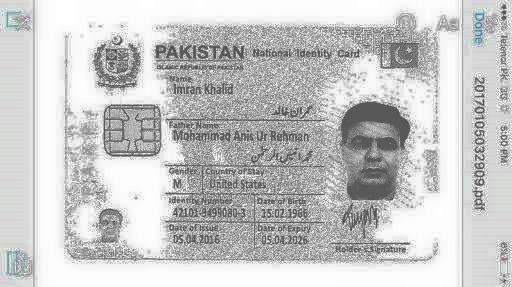 PAKISTAN National Identity Card
ISLAMIC REPUBLIC OF PAKISTAN
Name
Imran Khalid
عمران خالد
Father Name
Mohammad Anis Ur Rehman
محمد انیس الرحمٰن
Gender Country of Stay
M United States
Identity Number Date of Birth
42101-9499080-3 15.02.1966
Date of Issue Date of Expiry
05.04.2016 05.04.2026
Holder's Signature
Aa
Done
20170105032909.pdf
Telenor PK
6:00 PM